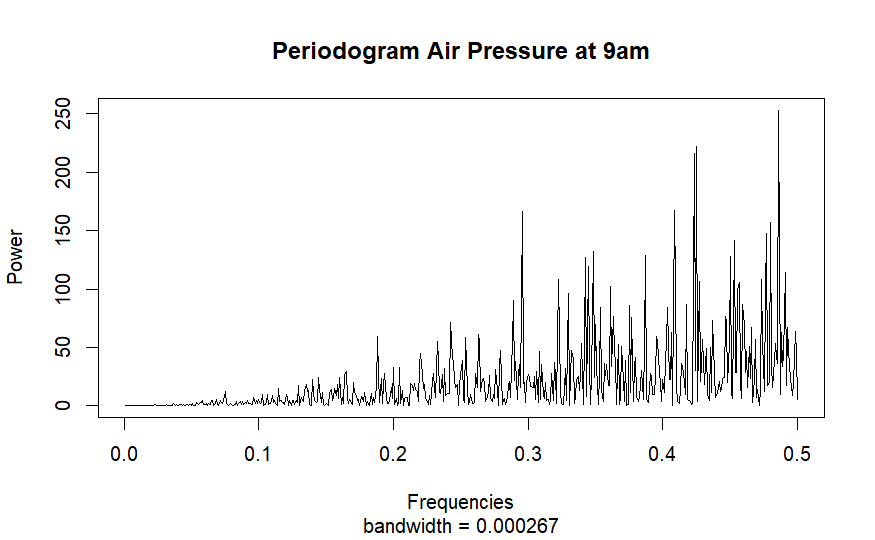 Periodogram Air Pressure at 9am
250
200
150
100
50
0
Power
0.0 0.1 0.2 0.3 0.4 0.5
Frequencies
bandwidth = 0.000267